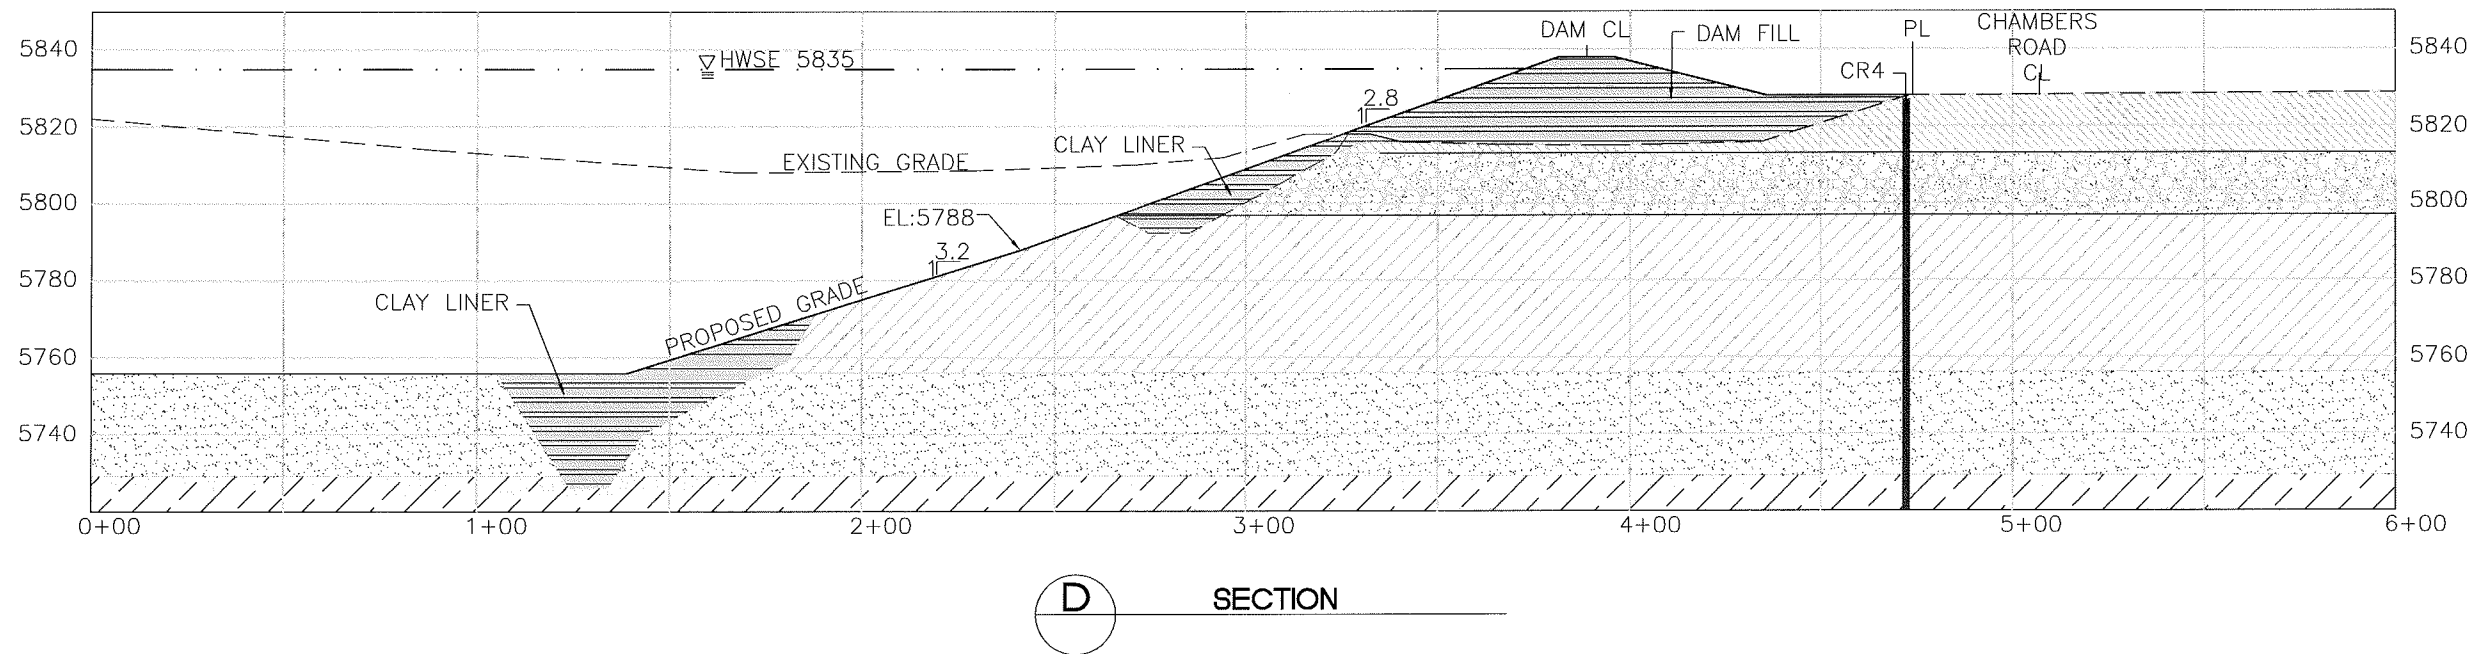 DAM CL
DAM FILL
PL
CHAMBERS
ROAD
CL
CR4
5840
5840
HWSE 5835
2.8
1
5820
5820
CLAY LINER
EXISTING GRADE
5800
5800
EL:5788
3.2
1
5780
5780
CLAY LINER
PROPOSED GRADE
5760
5760
5740
5740
0+00
1+00
2+00
3+00
4+00
5+00
6+00
D
SECTION